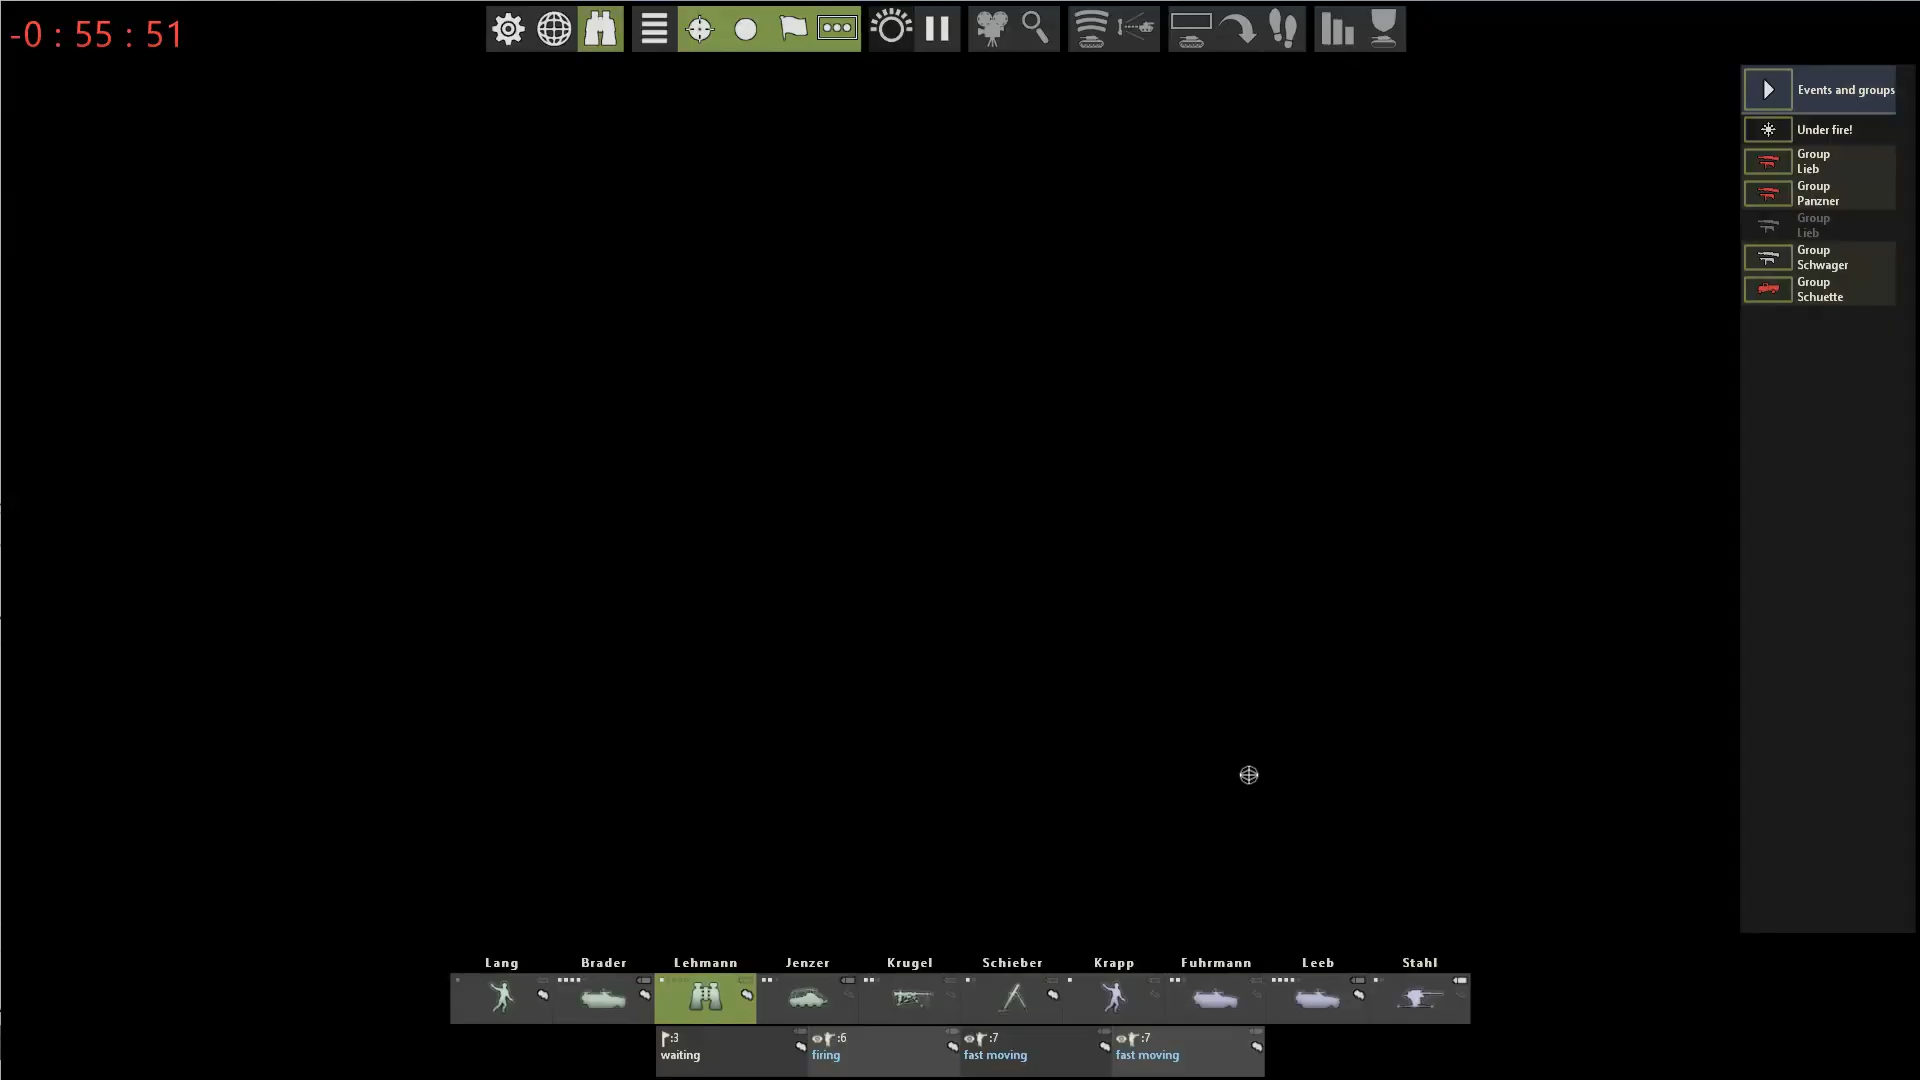 -0 : 55 : 51
Events and groups
Under fire!
Group
Lieb
Group
Panzner
Group
Lieb
Group
Schwager
Group
Schuette
Lang Brader Lehmann Jenzer Krugel Schieber Krapp Fuhrmann Leeb Stahl
:3 :6 :7 :7
waiting firing fast moving fast moving